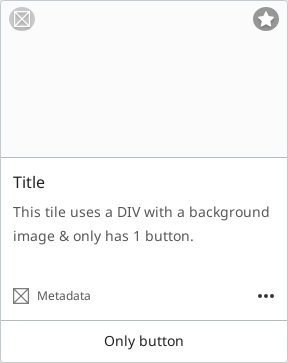 Title
This tile uses a DIV with a background
image & only has 1 button.
Metadata
Only button